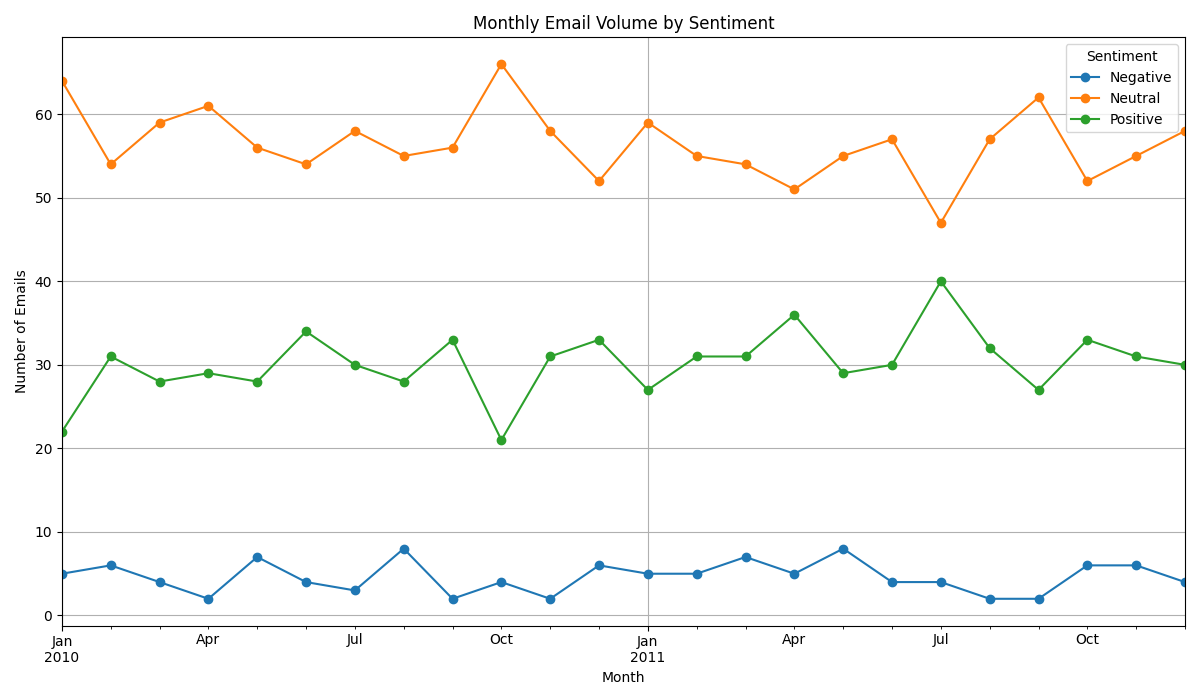 Monthly Email Volume by Sentiment
Sentiment
Negative
Neutral
Positive
Number of Emails
60
50
40
30
20
10
0
Jan Apr Jul Oct Jan Apr Jul Oct
2010 2011
Month